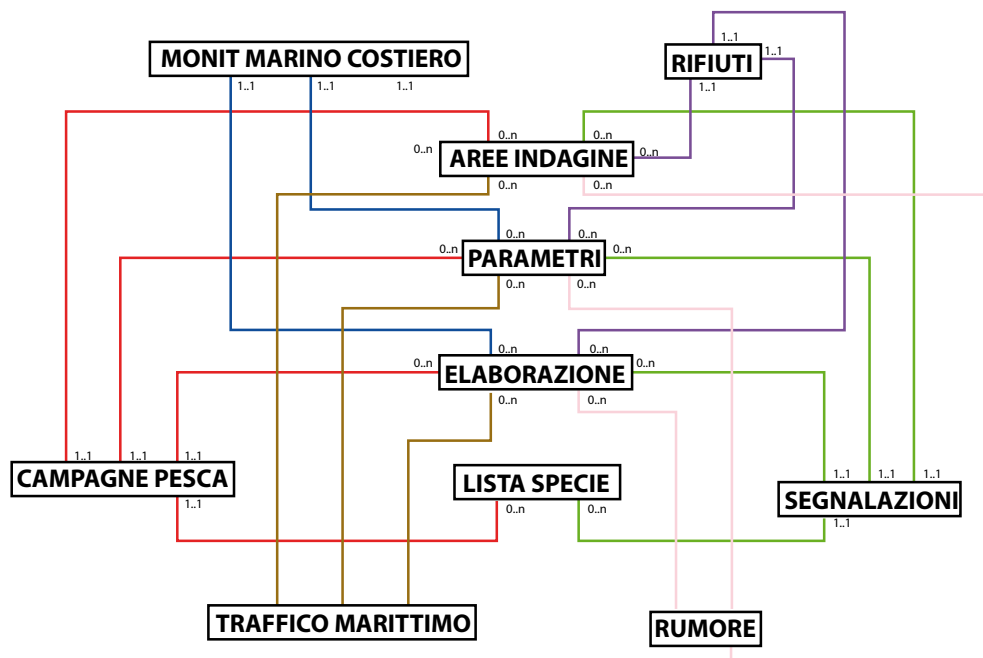 MONIT MARINO COSTIERO
RIFIUTI
1..1
1..1
1..1
1..1
1..1
1..1
0..n
0..n
0..n
AREE INDAGINE
0..n
0..n
0..n
0..n
0..n
0..n
PARAMETRI
0..n
0..n
0..n
0..n
0..n
0..n
ELABORAZIONE
0..n
0..n
0..n
1..1
1..1
1..1
CAMPAGNE PESCA
1..1
LISTA SPECIE
0..n
0..n
1..1
1..1
1..1
SEGNALAZIONI
1..1
TRAFFICO MARITTIMO
RUMORE